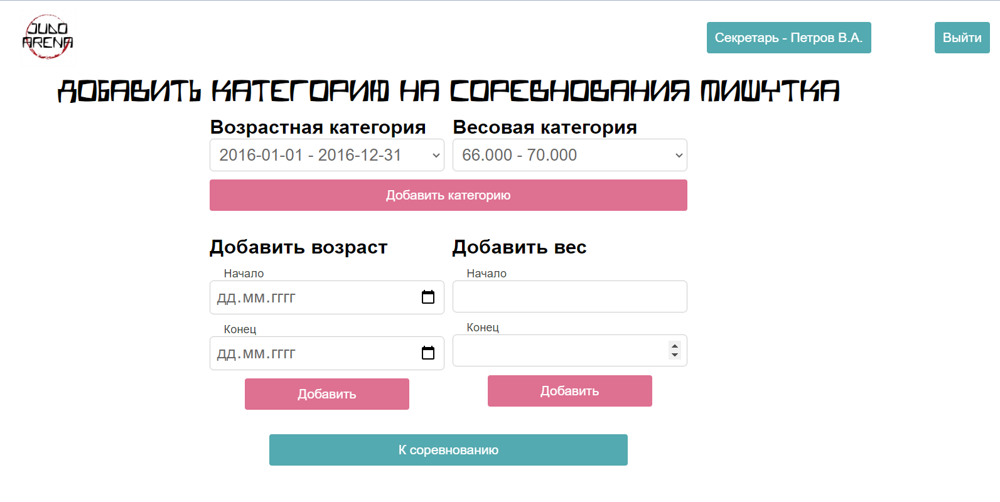 JUDO
ARENA
Секретарь - Петров В.А.
Выйти
ДОБАВИТЬ КАТЕГОРИЮ НА СОРЕВНОВАНИЯ МИШУТКА
Возрастная категория
Весовая категория
2016-01-01 - 2016-12-31
66.000 - 70.000
Добавить категорию
Добавить возраст
Добавить вес
Начало
Начало
дд.мм.гггг
Конец
Конец
дд.мм.гггг
Добавить
Добавить
К соревнованию